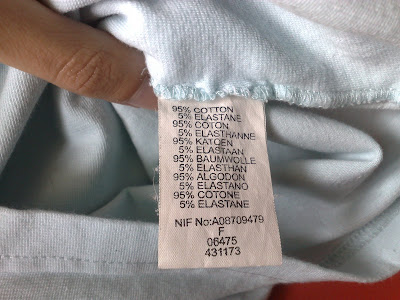 95% COTTON
5% ELASTANE
95% COTON
5% ELASTHANNE
95% KATOEN
5% ELASTAAN
95% BAUMWOLLE
5% ELASTHAN
95% ALGODON
5% ELASTANO
95% COTONE
5% ELASTANE
NIF No:A08709479
F
06475
431173